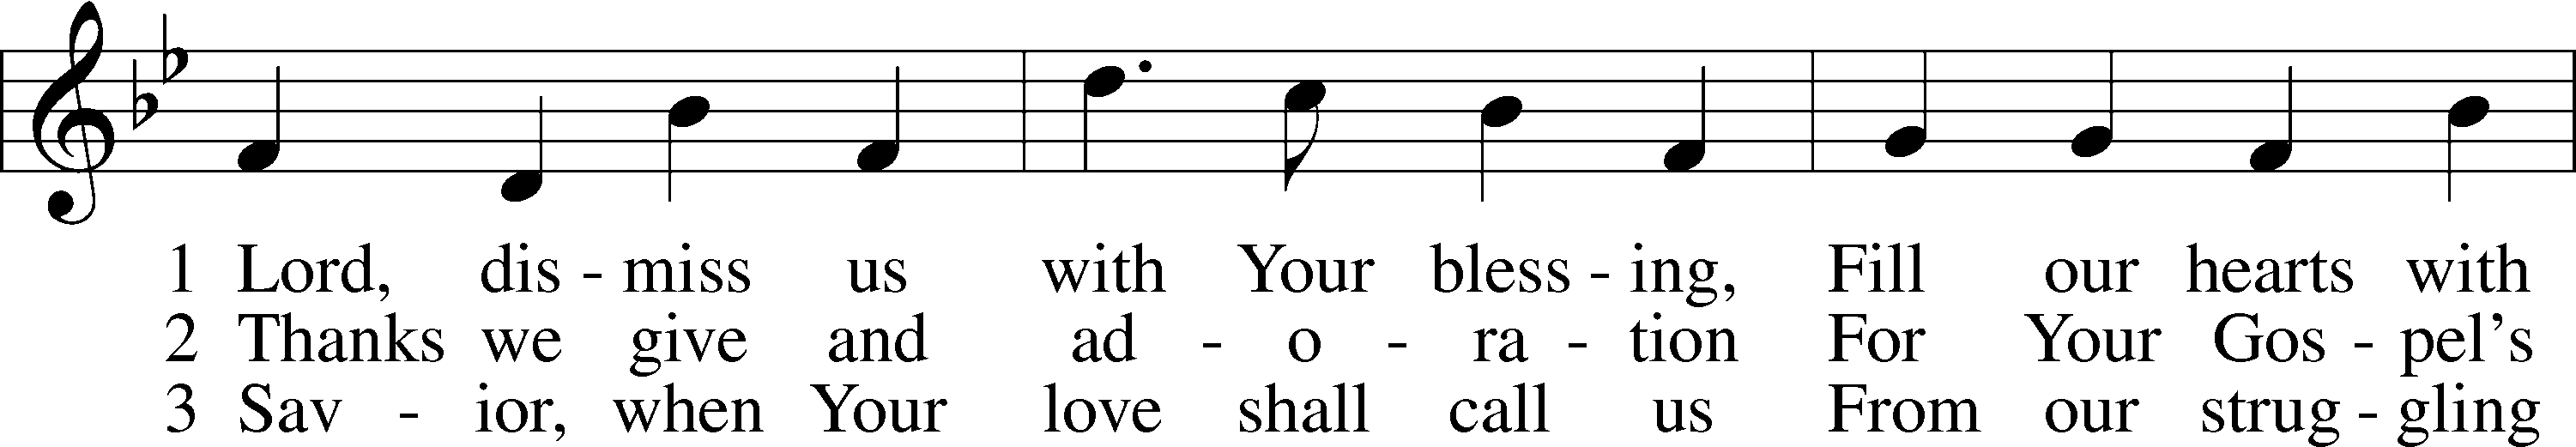 1 Lord, dis - miss us with Your bless - ing, Fill our hearts with
2 Thanks we give and ad - o - ra - tion For Your Gos - pel's
3 Sav - ior, when Your love shall call us From our strug - gling